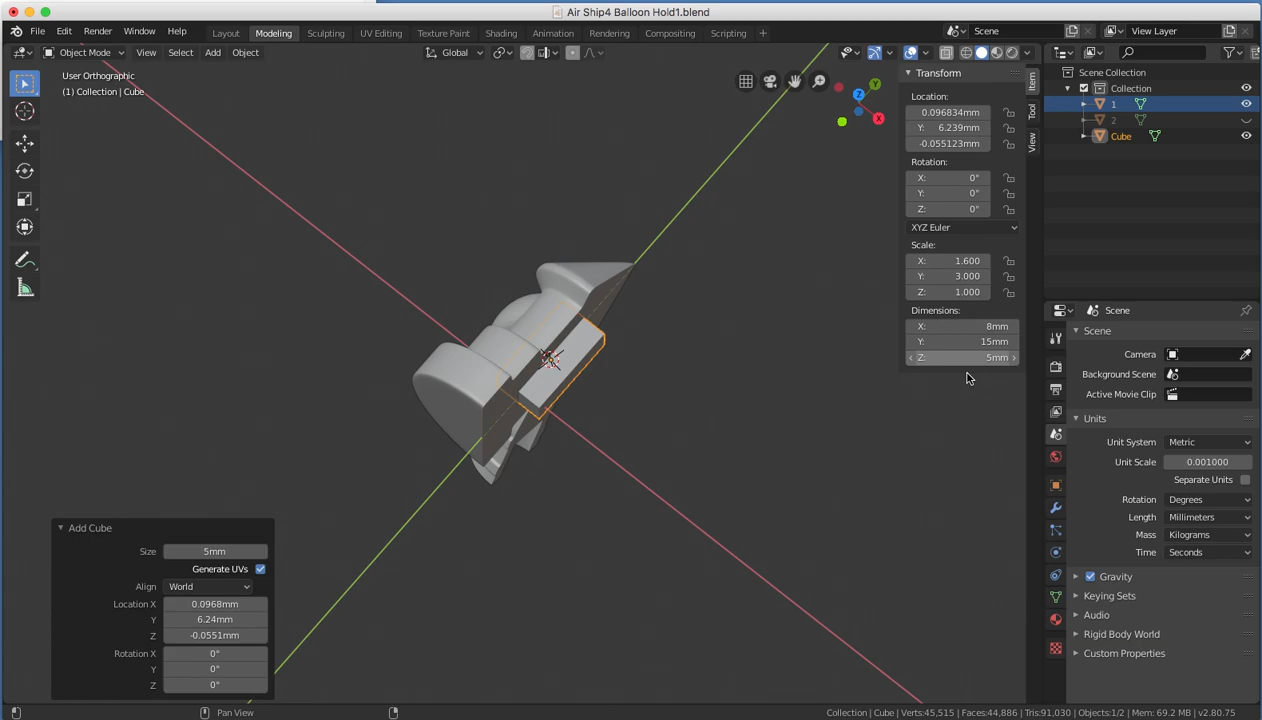 Air Ship4 Balloon Hold1.blend
File Edit Render Window Help Layout Modeling Sculpting UV Editing Texture Paint Shading Animation Rendering Compositing Scripting + Scene View Layer
Object Mode View Select Add Object Global
User Orthographic
(1) Collection | Cube
Transform
Location:
0.096834mm
Y: 6.239mm
-0.055123mm
Rotation:
X: 0°
Y: 0°
Z: 0°
XYZ Euler
Scale:
X: 1.600
Y: 3.000
Z: 1.000
Dimensions:
X: 8mm
Y: 15mm
Z: 5mm
Item
Tool
View
Z
Y
X
Scene Collection
Collection
1
2
Cube
Scene
Scene
Camera
Background Scene
Active Movie Clip
Units
Unit System Metric
Unit Scale 0.001000
Separate Units
Rotation Degrees
Length Millimeters
Mass Kilograms
Time Seconds
Gravity
Keying Sets
Audio
Rigid Body World
Custom Properties
Add Cube
Size 5mm
Generate UVs
Align World
Location X 0.0968mm
Y 6.24mm
Z -0.0551mm
Rotation X 0°
Y 0°
Z 0°
Pan View
Collection | Cube | Verts:45,515 | Faces:44,886 | Tris:91,030 | Objects:1/2 | Mem: 69.2 MB | v2.80.75